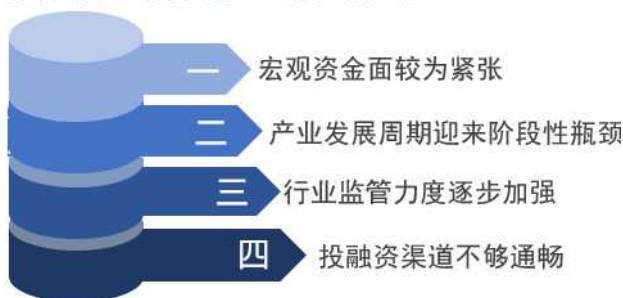 一 宏观资金面较为紧张
二 产业发展周期迎来阶段性瓶颈
三 行业监管力度逐步加强
四 投融资渠道不够通畅